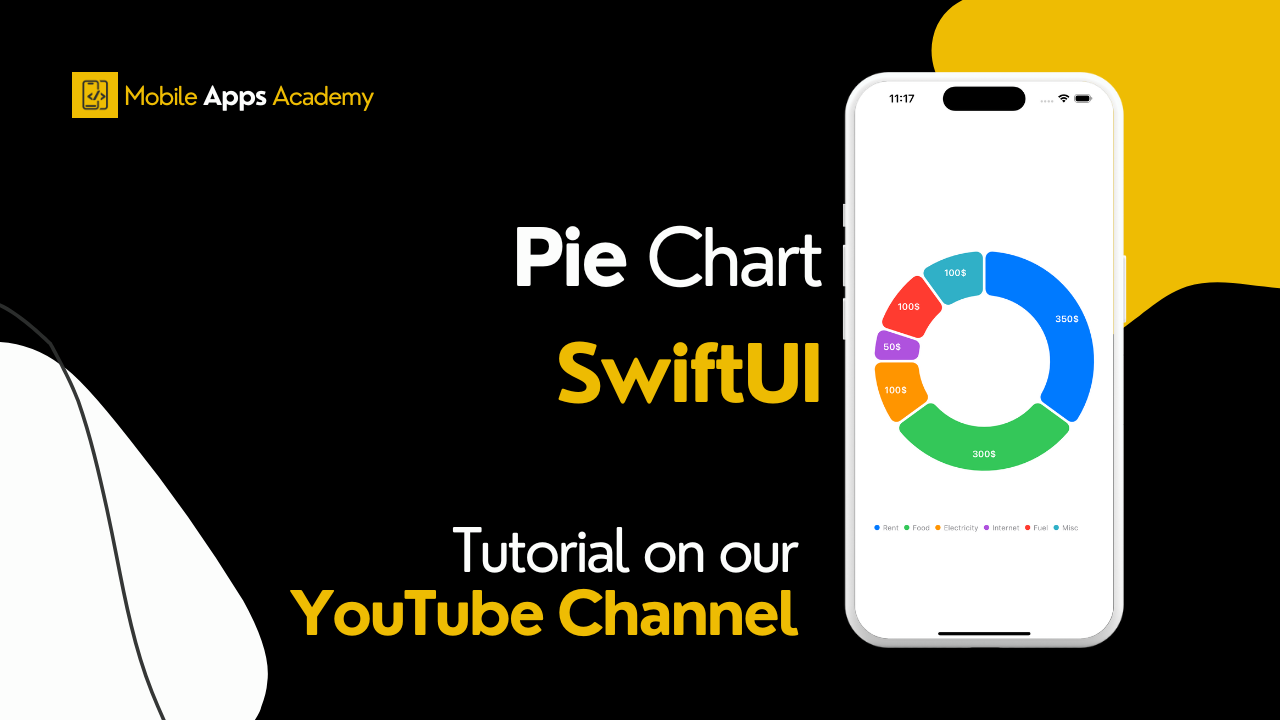 Mobile Apps Academy
Pie Chart
SwiftUI
Tutorial on our
YouTube Channel
11:17
100$
350$
100$
50$
100$
300$
Rent Food Electricity Internet Fuel Misc